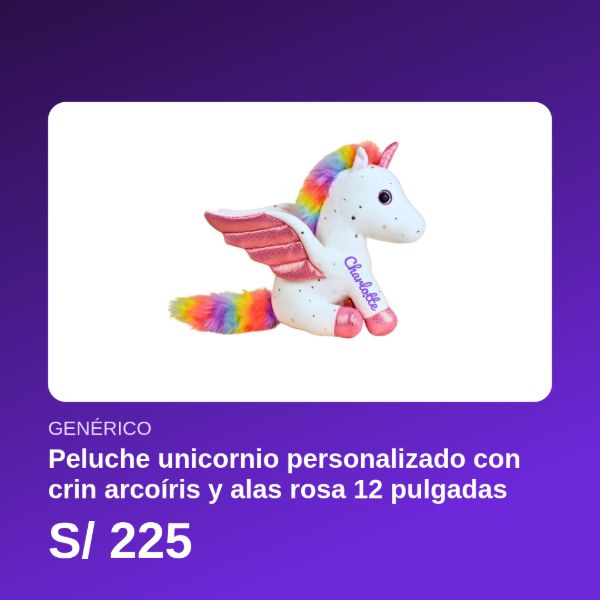 Charlotte
GENÉRICO
Peluche unicornio personalizado con
crin arcoíris y alas rosa 12 pulgadas
S/ 225